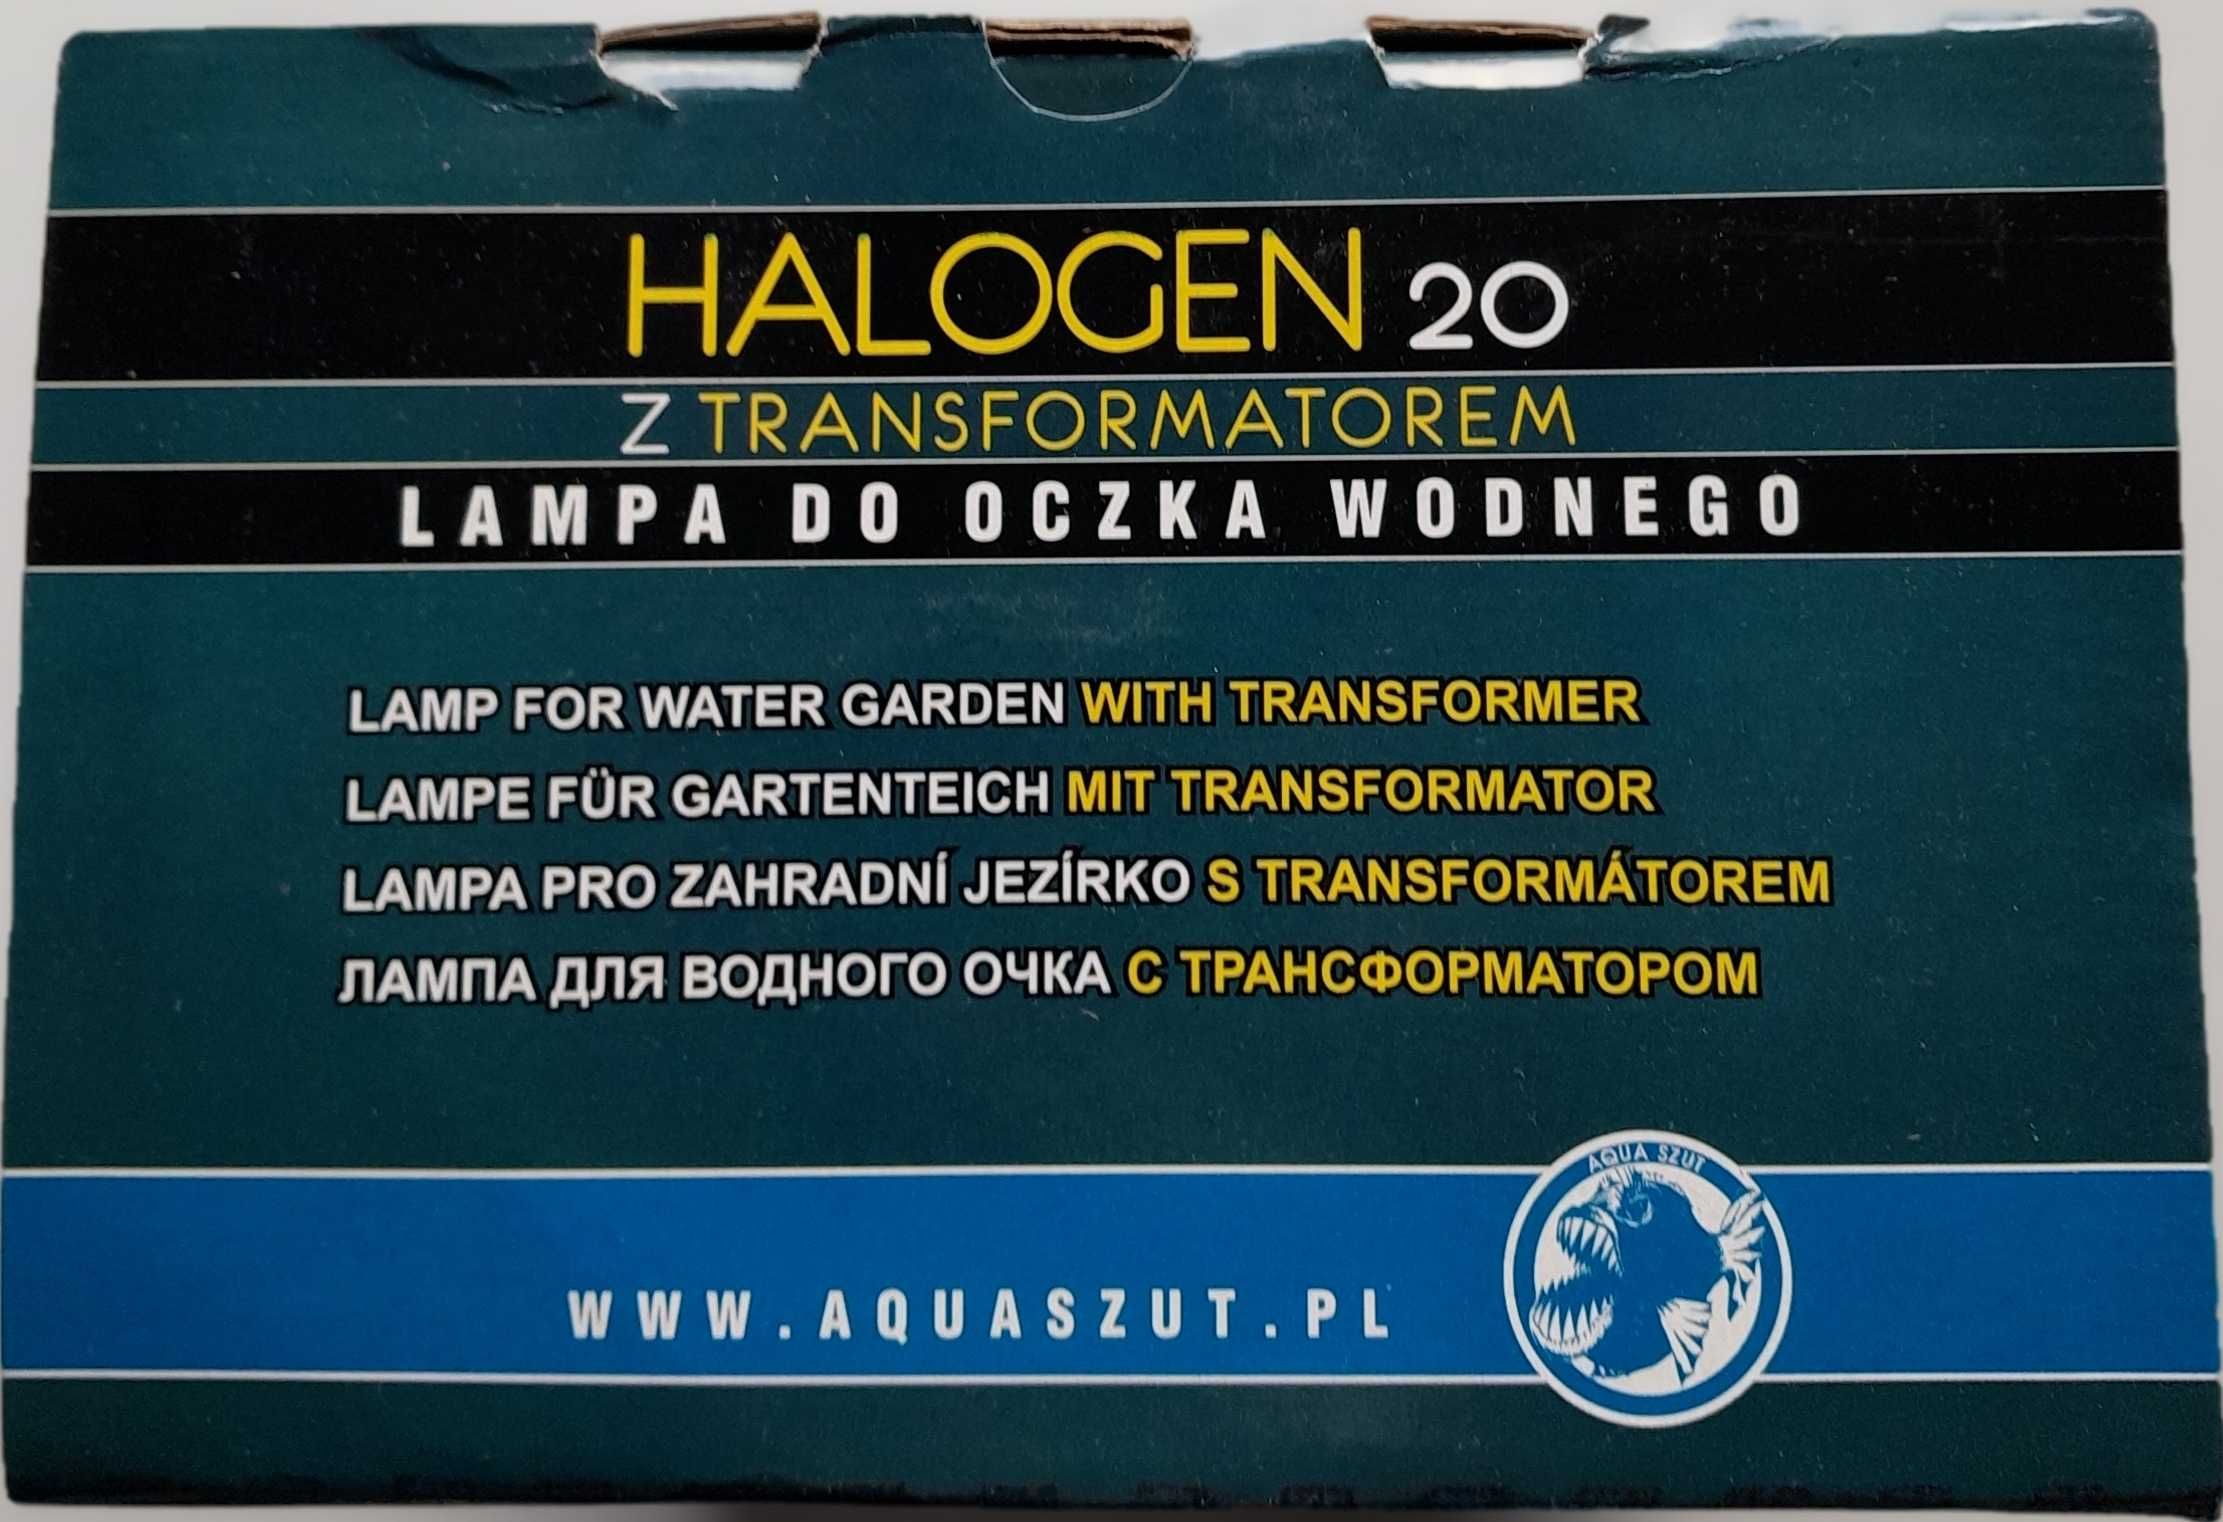 HALOGEN 20
Z TRANSFORMATOREM
LAMPA DO OCZKA WODNEGO
LAMP FOR WATER GARDEN WITH TRANSFORMER
LAMPE FÜR GARTENTEICH MIT TRANSFORMATOR
LAMPA PRO ZAHRADNÍ JEZÍRKO S TRANSFORMÁTOREM
ЛАМПА ДЛЯ ВОДНОГО ОЧКА С ТРАНСФОРМАТОРОМ
AQUA SZUT
WWW.AQUASZUT.PL